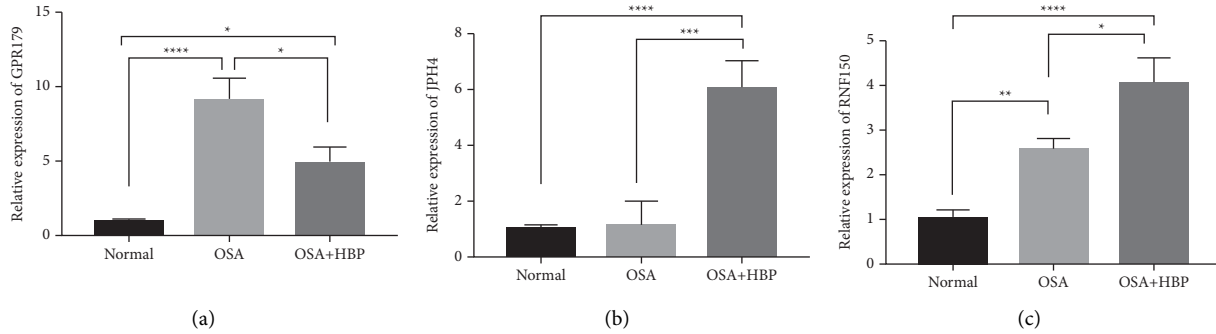 Relative expression of GPR179
15
10
5
0
*
****
*
Normal
OSA
OSA+HBP
(a)
Relative expression of JPH4
8
6
4
2
0
****
***
Normal
OSA
OSA+HBP
(b)
Relative expression of RNF150
5
4
3
2
1
0
****
*
**
Normal
OSA
OSA+HBP
(c)